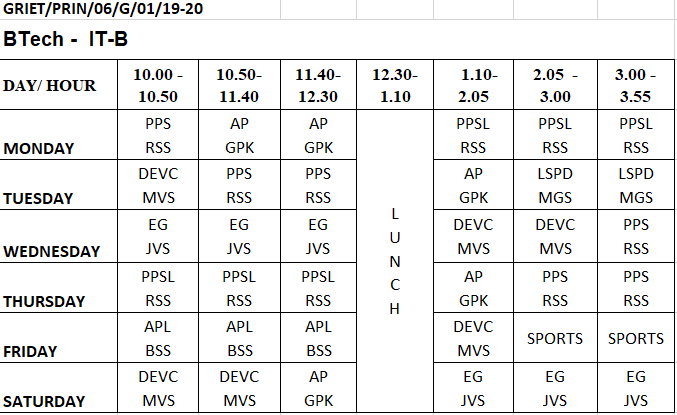 GRIET/PRIN/06/G/01/19-20
BTech - IT-B
DAY/ HOUR 10.00 - 10.50 10.50- 11.40 11.40- 12.30 12.30- 1.10 1.10- 2.05 2.05 - 3.00 3.00 - 3.55
MONDAY PPS RSS AP GPK AP GPK PPSL RSS PPSL RSS PPSL RSS
TUESDAY DEVC MVS PPS RSS PPS RSS AP GPK LSPD MGS LSPD MGS
WEDNESDAY EG JVS EG JVS EG JVS DEVC MVS DEVC MVS PPS RSS
THURSDAY PPSL RSS PPSL RSS PPSL RSS AP GPK PPS RSS PPS RSS
FRIDAY APL BSS APL BSS APL BSS DEVC MVS SPORTS SPORTS
SATURDAY DEVC MVS DEVC MVS AP GPK EG JVS EG JVS EG JVS
L
U
N
C
H